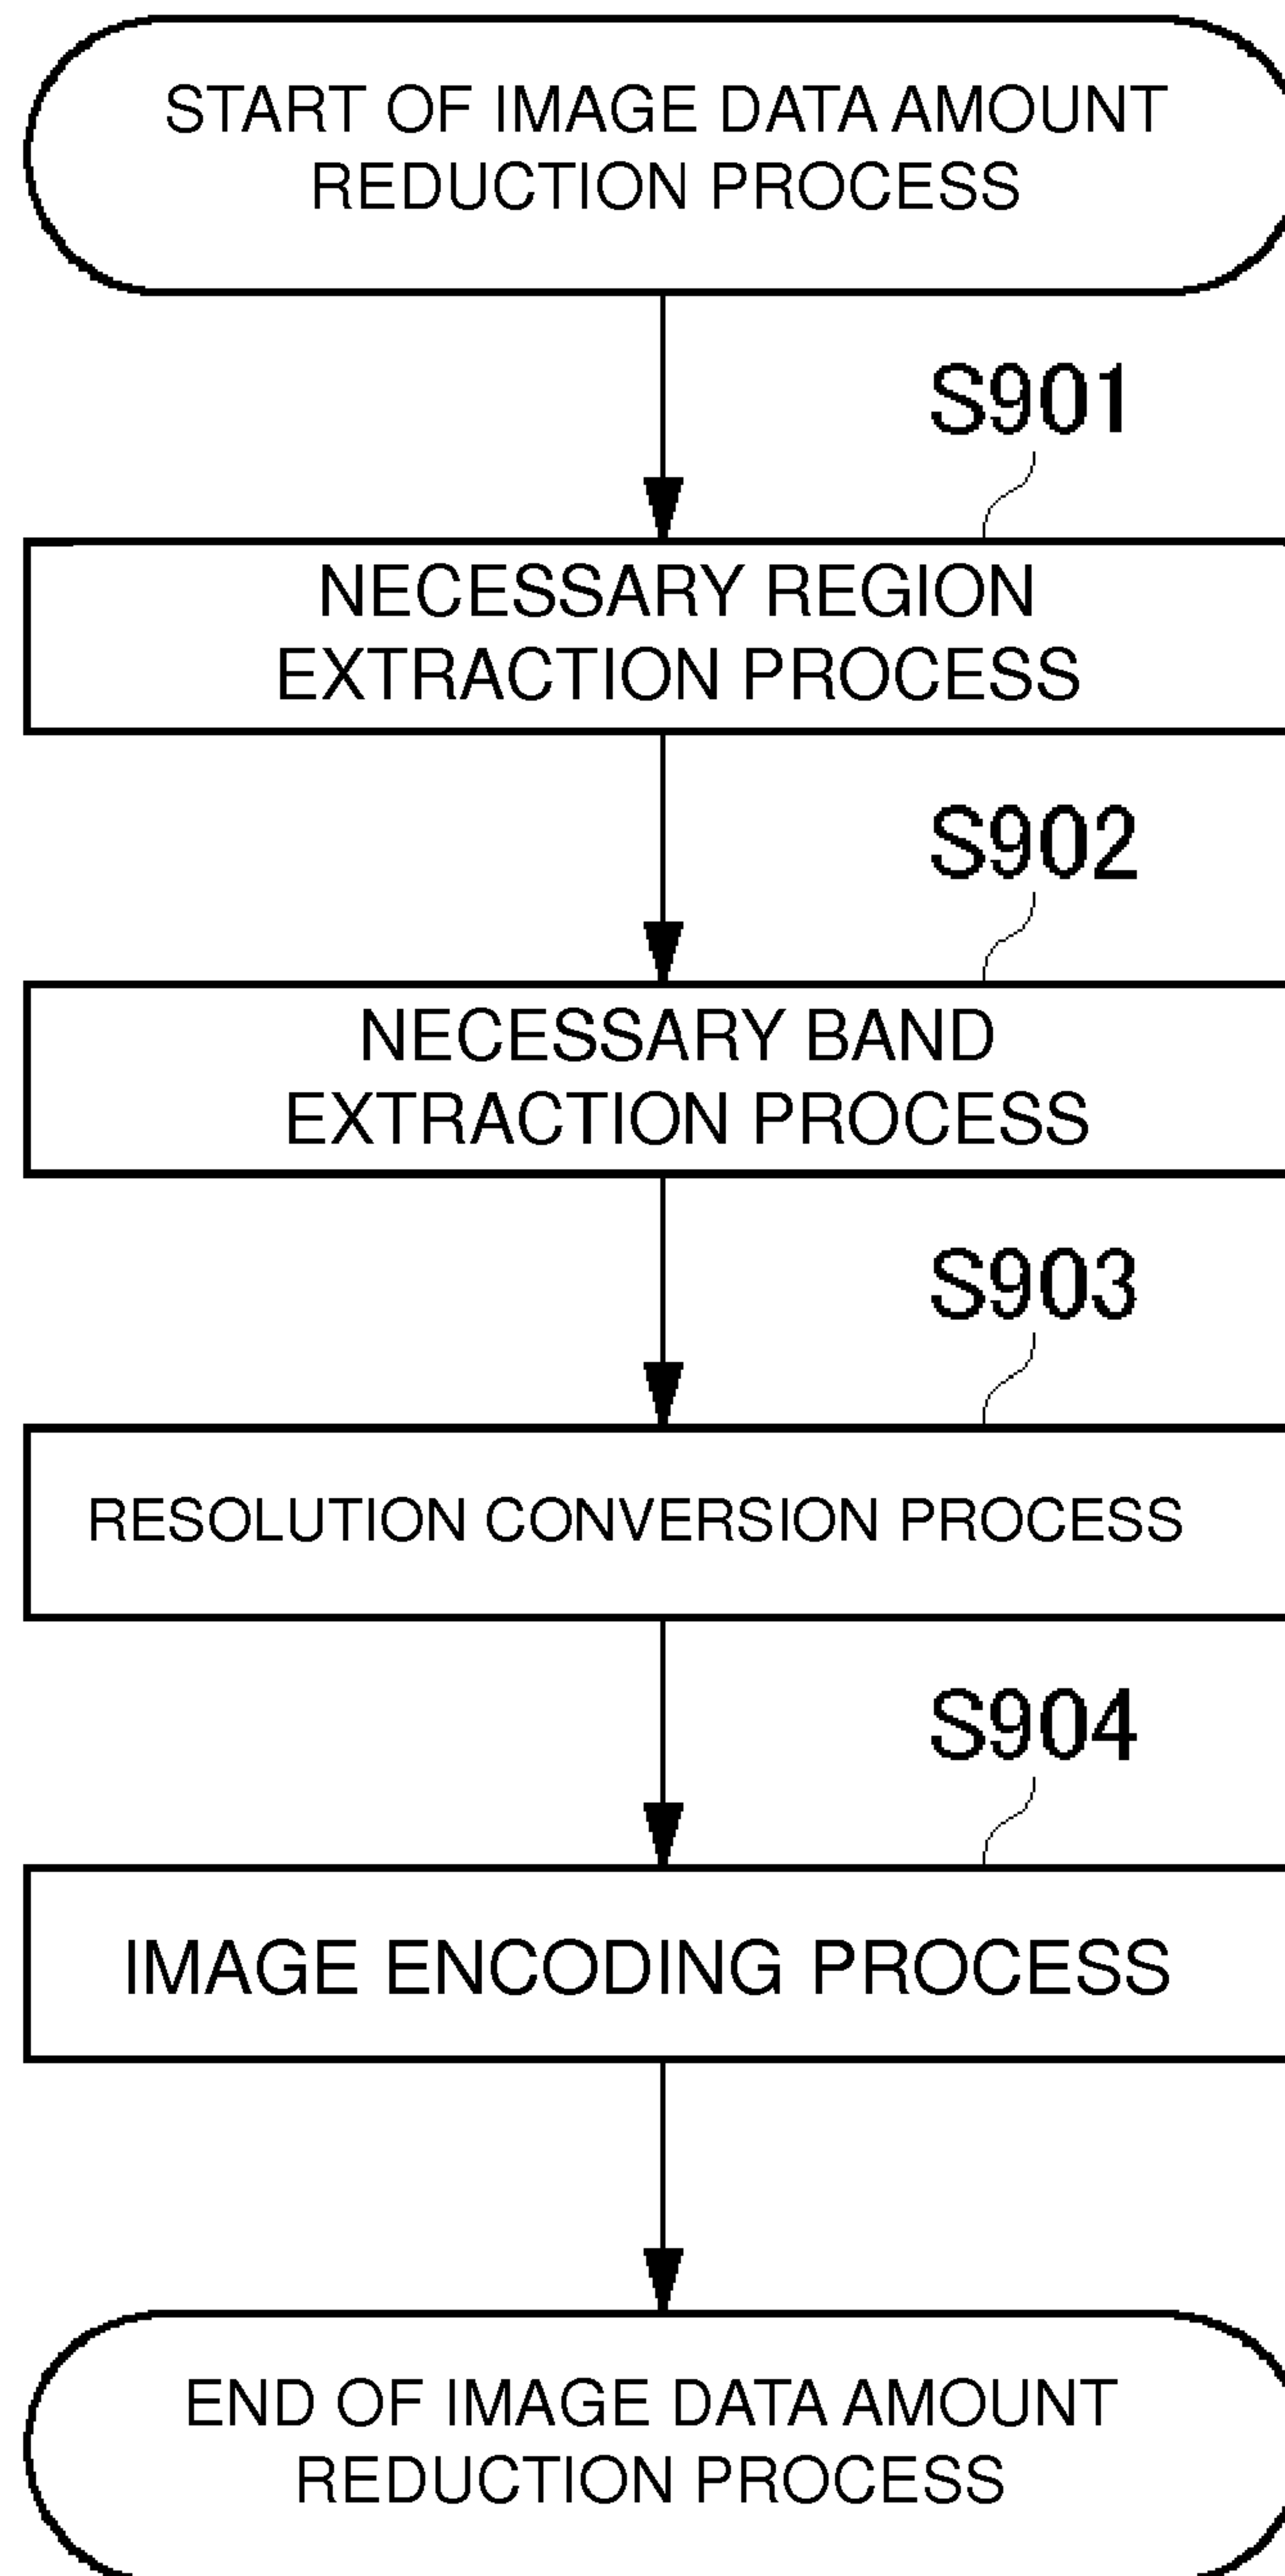 START OF IMAGE DATA AMOUNT
REDUCTION PROCESS
S901
NECESSARY REGION
EXTRACTION PROCESS
S902
NECESSARY BAND
EXTRACTION PROCESS
S903
RESOLUTION CONVERSION PROCESS
S904
IMAGE ENCODING PROCESS
END OF IMAGE DATA AMOUNT
REDUCTION PROCESS